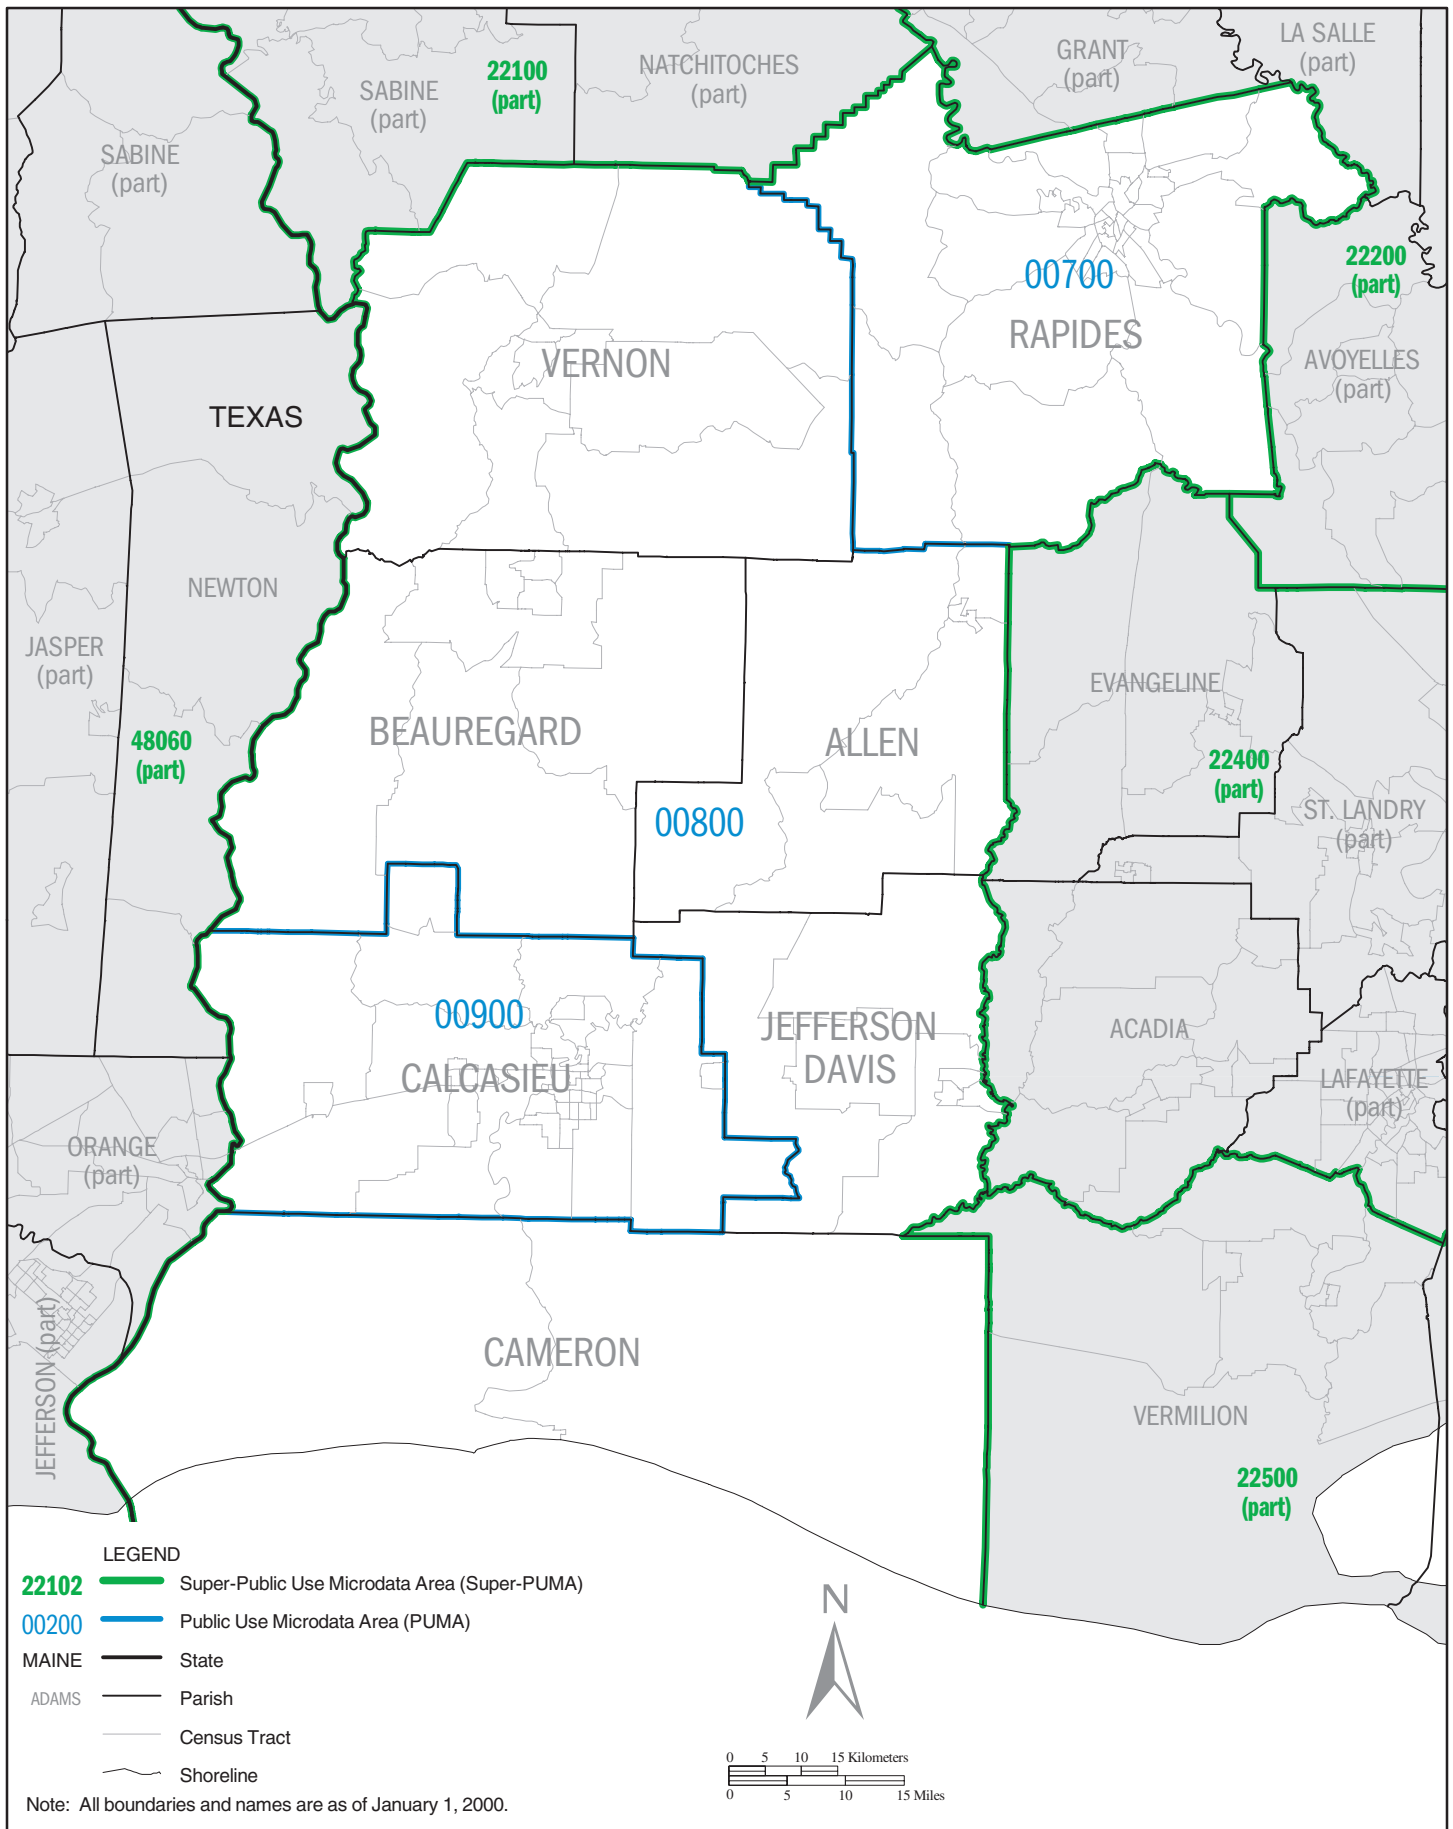 GRANT
(part)
LA SALLE
(part)
NATCHITOCHES
(part)
22100
(part)
SABINE
(part)
SABINE
(part)
22200
(part)
00700
RAPIDES
AVOYELLES
(part)
VERNON
TEXAS
NEWTON
JASPER
(part)
EVANGELINE
BEAUREGARD
ALLEN
48060
(part)
22400
(part)
00800
ST. LANDRY
(part)
00900
CALCASIEU
JEFFERSON
DAVIS
ACADIA
LAFAYETTE
(part)
ORANGE
(part)
JEFFERSON (part)
CAMERON
VERMILION
22500
(part)
LEGEND
22102 Super-Public Use Microdata Area (Super-PUMA)
00200 Public Use Microdata Area (PUMA)
MAINE State
ADAMS Parish
Census Tract
Shoreline
Note: All boundaries and names are as of January 1, 2000.
N
0 5 10 15 Kilometers
0 5 10 15 Miles